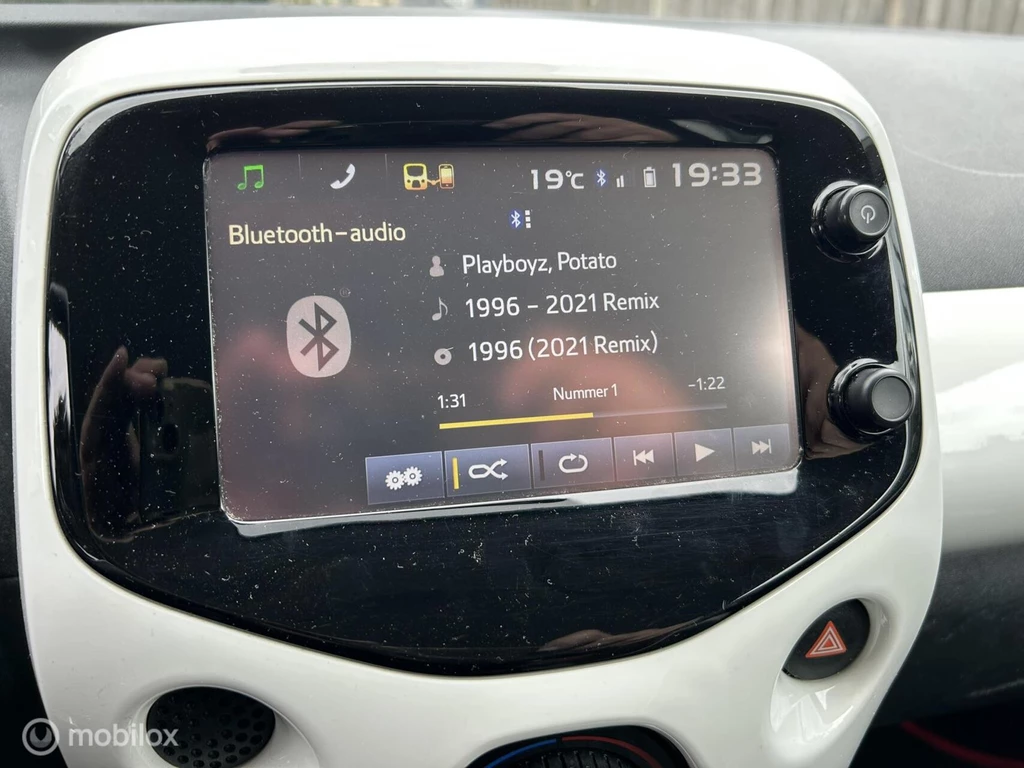 19°C 19:33
Bluetooth-audio
Playboyz, Potato
1996 - 2021 Remix
1996 (2021 Remix)
1:31 Nummer 1 -1:22
mobilox